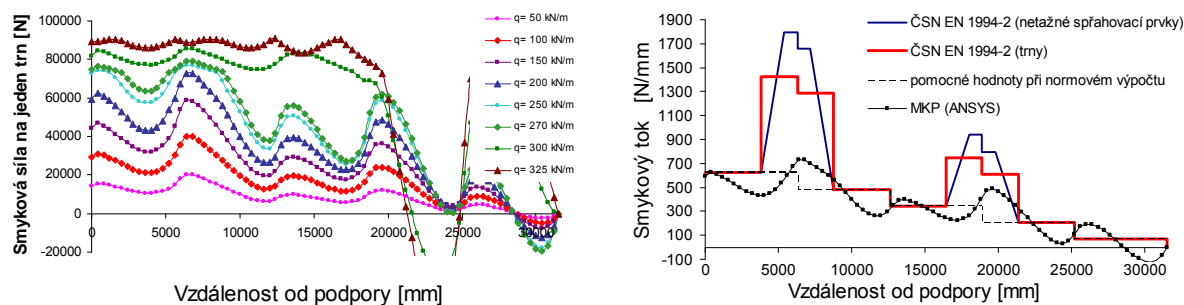 Smyková síla na jeden trn [N]
100000
80000
60000
40000
20000
0
-20000
0
5000
10000
15000
20000
25000
30000
Vzdálenost od podpory [mm]
q= 50 kN/m
q= 100 kN/m
q= 150 kN/m
q= 200 kN/m
q= 250 kN/m
q= 270 kN/m
q= 300 kN/m
q= 325 kN/m
Smykový tok [N/mm]
1900
1700
1500
1300
1100
900
700
500
300
100
-100
0
5000
10000
15000
20000
25000
30000
Vzdálenost od podpory [mm]
ČSN EN 1994-2 (netažné spřahovací prvky)
ČSN EN 1994-2 (trny)
pomocné hodnoty při normovém výpočtu
MKP (ANSYS)